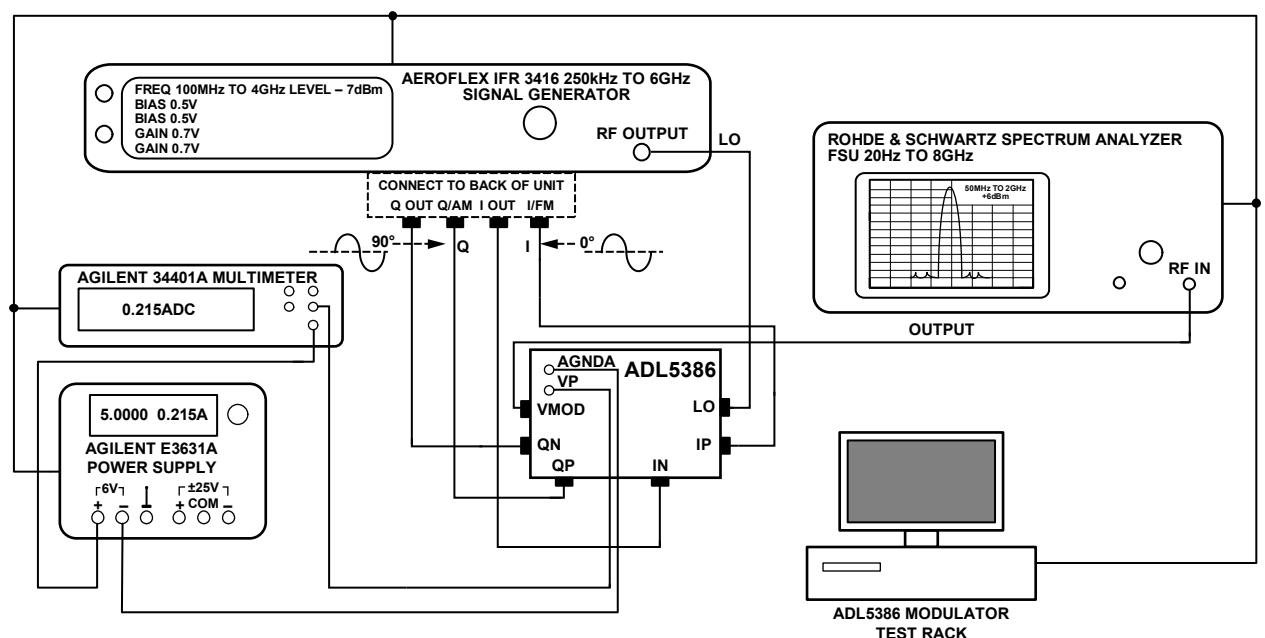 AEROFLEX IFR 3416 250kHz TO 6GHz
SIGNAL GENERATOR
FREQ 100MHz TO 4GHz LEVEL – 7dBm
BIAS 0.5V
BIAS 0.5V
GAIN 0.7V
GAIN 0.7V
RF OUTPUT
LO
CONNECT TO BACK OF UNIT
Q OUT Q/AM I OUT I/FM
90°
Q
I
0°
ROHDE & SCHWARTZ SPECTRUM ANALYZER
FSU 20Hz TO 8GHz
50MHz TO 2GHz
+6dBm
RF IN
AGILENT 34401A MULTIMETER
0.215ADC
OUTPUT
AGNDA
VP
ADL5386
VMOD
LO
QN
IP
QP
IN
5.0000 0.215A
AGILENT E3631A
POWER SUPPLY
6V
±25V
+ – + COM –
ADL5386 MODULATOR
TEST RACK